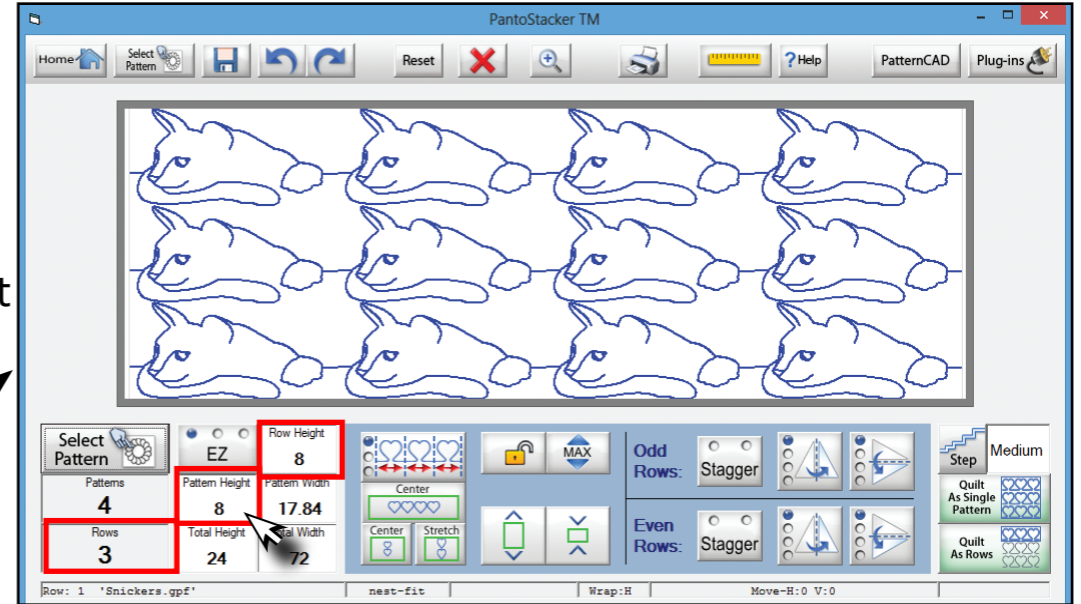 PantoStacker TM
Home Select Pattern Reset ? Help PatternCAD Plug-ins
t
Select Pattern
EZ
Row Height
8
Patterns
4
Pattern Height
8
Pattern Width
17.84
Rows
3
Total Height
24
Total Width
72
Center
Center
Stretch
MAX
Odd
Rows:
Stagger
Even
Rows:
Stagger
Step
Medium
Quilt
As Single
Pattern
Quilt
As Rows
Row: 1 'Snickers.gpf' nest-fit Wrap:H Move-H:0 V:0